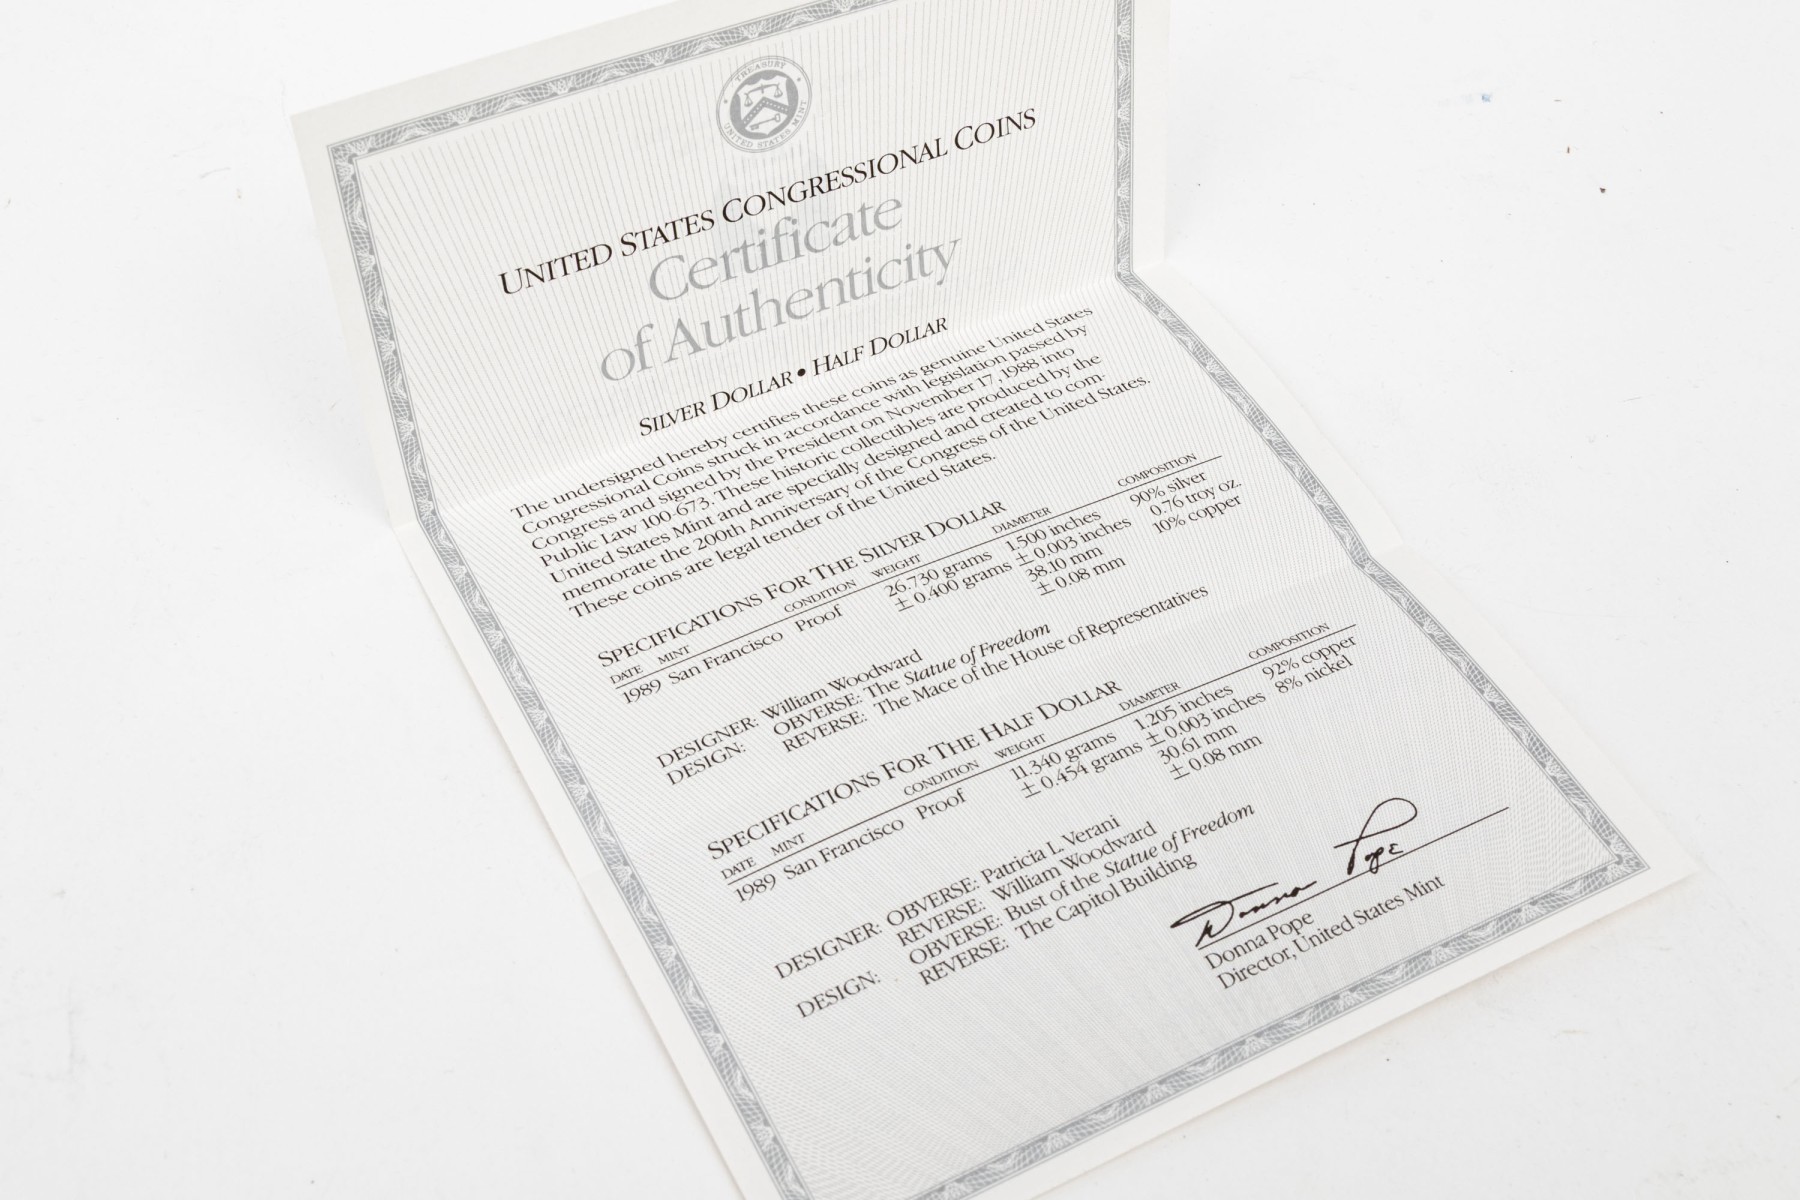 TREASURY
UNITED STATES MINT
UNITED STATES CONGRESSIONAL COINS
Certificate
of Authenticity
SILVER DOLLAR • HALF DOLLAR
The undersigned hereby certifies these coins as genuine United States
Congressional Coins struck in accordance with legislation passed by
Congress and signed by the President on November 17, 1988 into
Public Law 100-673. These historic collectibles are produced by the
United States Mint and are specially designed and created to com-
memorate the 200th Anniversary of the Congress of the United States.
These coins are legal tender of the United States.
SPECIFICATIONS FOR THE SILVER DOLLAR
DATE MINT CONDITION WEIGHT DIAMETER COMPOSITION
1989 San Francisco Proof 26.730 grams 1.500 inches 90% silver
± 0.400 grams ± 0.003 inches 0.76 troy oz.
38.10 mm 10% copper
± 0.08 mm
DESIGNER: William Woodward
DESIGN: OBVERSE: The Statue of Freedom
REVERSE: The Mace of the House of Representatives
SPECIFICATIONS FOR THE HALF DOLLAR
DATE MINT CONDITION WEIGHT DIAMETER COMPOSITION
1989 San Francisco Proof 11.340 grams 1.205 inches 92% copper
± 0.454 grams ± 0.003 inches 8% nickel
30.61 mm
± 0.08 mm
DESIGNER: OBVERSE: Patricia L. Verani
REVERSE: William Woodward
DESIGN: OBVERSE: Bust of the Statue of Freedom
REVERSE: The Capitol Building
Donna Pope
Donna Pope
Director, United States Mint